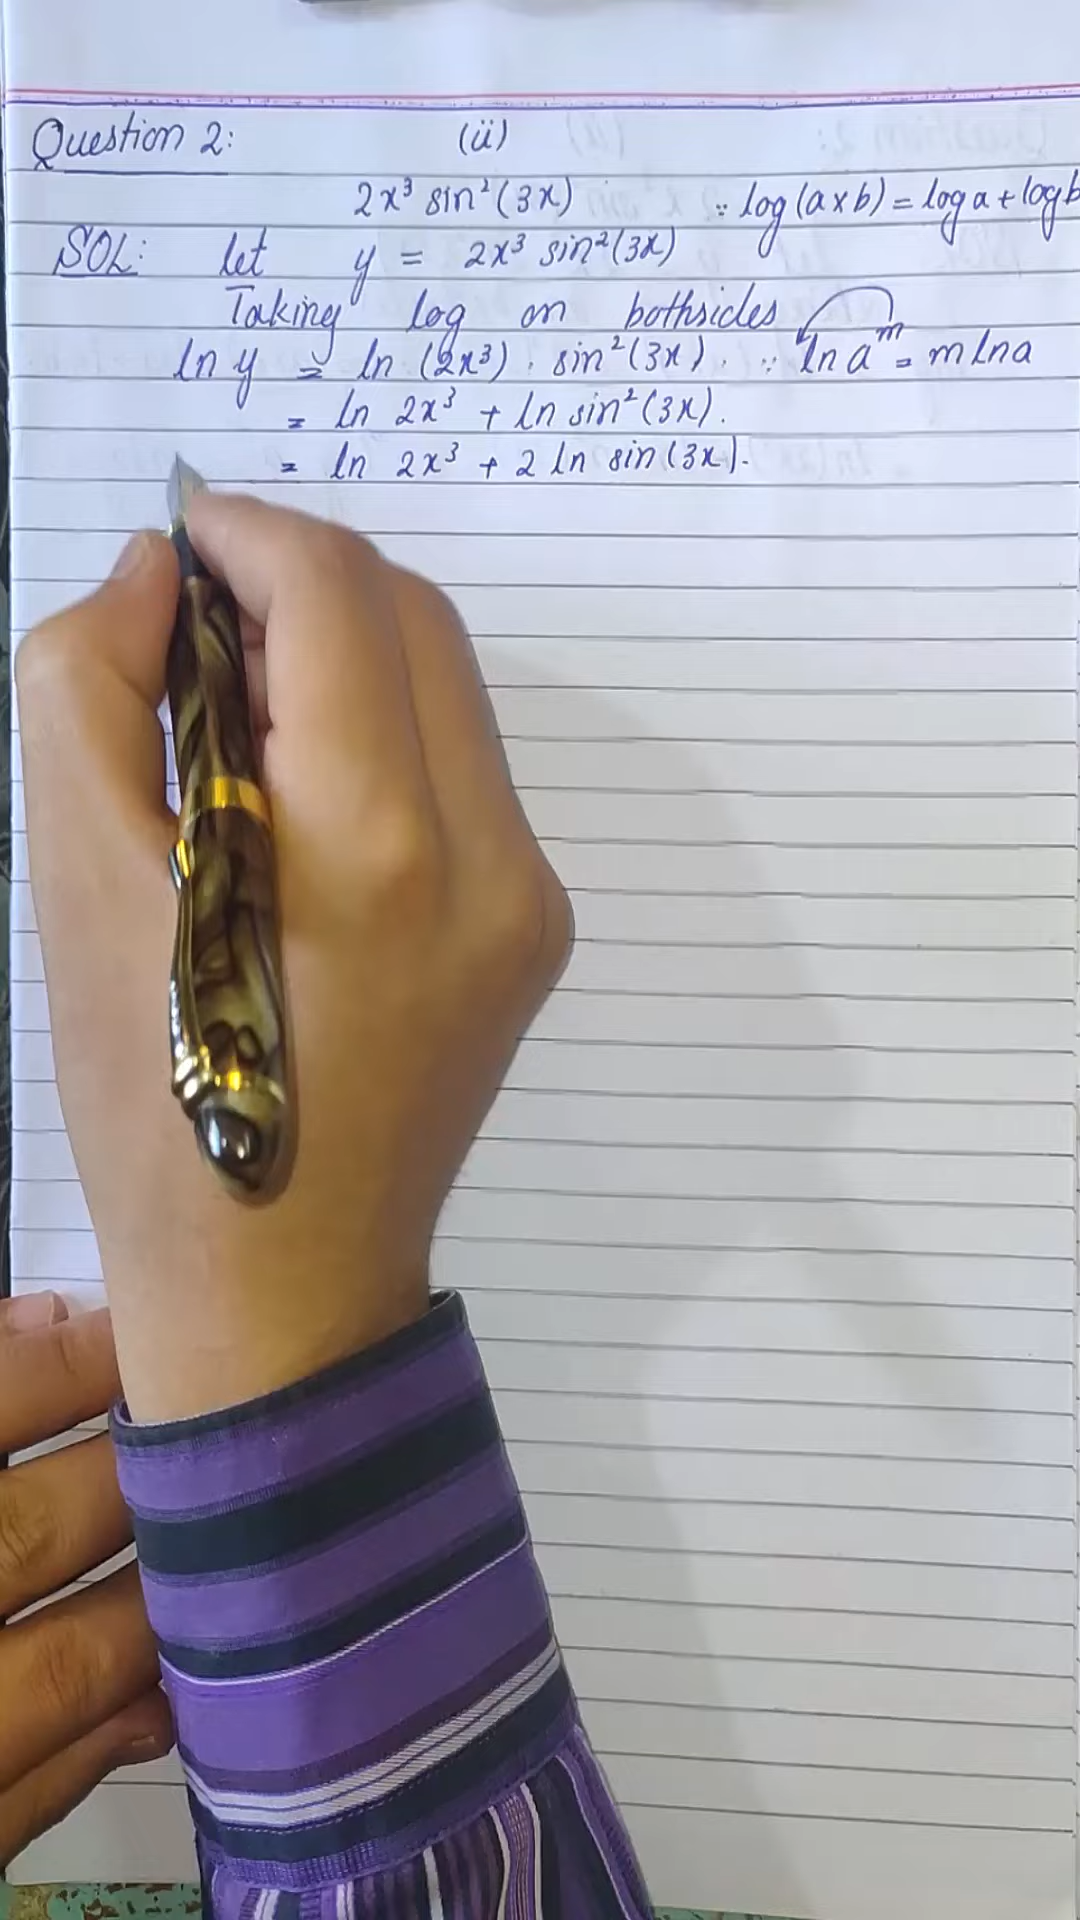 Question 2: (ii)
2x³ sin²(3x) ∵ log(a×b) = log a + log b
SOL: let y = 2x³ sin²(3x)
Taking log on bothsides
ln y = ln (2x³) . sin²(3x) . ∵ ln aᵐ = m ln a
= ln 2x³ + ln sin²(3x).
= ln 2x³ + 2 ln sin(3x).